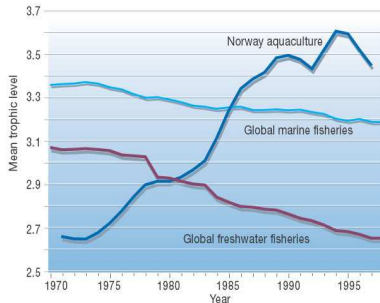 3.7
Norway aquaculture
3.5
3.3
Global marine fisheries
3.1
Mean trophic level
2.9
2.7
Global freshwater fisheries
2.5
1970 1975 1980 1985 1990 1995
Year